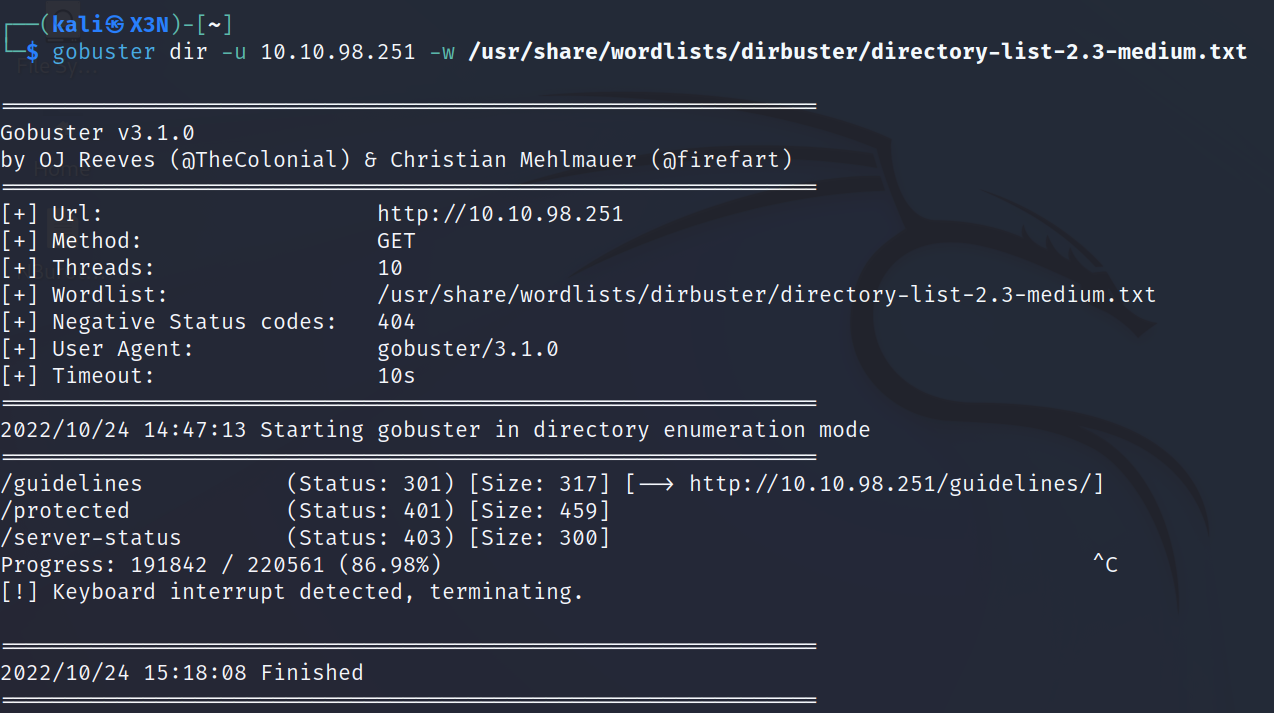 ┌──(kali㉿X3N)-[~]
└─$ gobuster dir -u 10.10.98.251 -w /usr/share/wordlists/dirbuster/directory-list-2.3-medium.txt
===============================================================
Gobuster v3.1.0
by OJ Reeves (@TheColonial) & Christian Mehlmauer (@firefart)
===============================================================
[+] Url:                     http://10.10.98.251
[+] Method:                  GET
[+] Threads:                 10
[+] Wordlist:                /usr/share/wordlists/dirbuster/directory-list-2.3-medium.txt
[+] Negative Status codes:   404
[+] User Agent:              gobuster/3.1.0
[+] Timeout:                 10s
===============================================================
2022/10/24 14:47:13 Starting gobuster in directory enumeration mode
===============================================================
/guidelines           (Status: 301) [Size: 317] [--> http://10.10.98.251/guidelines/]
/protected            (Status: 401) [Size: 459]
/server-status        (Status: 403) [Size: 300]
Progress: 191842 / 220561 (86.98%)                                                  ^C
[!] Keyboard interrupt detected, terminating.
===============================================================
2022/10/24 15:18:08 Finished
===============================================================
Home